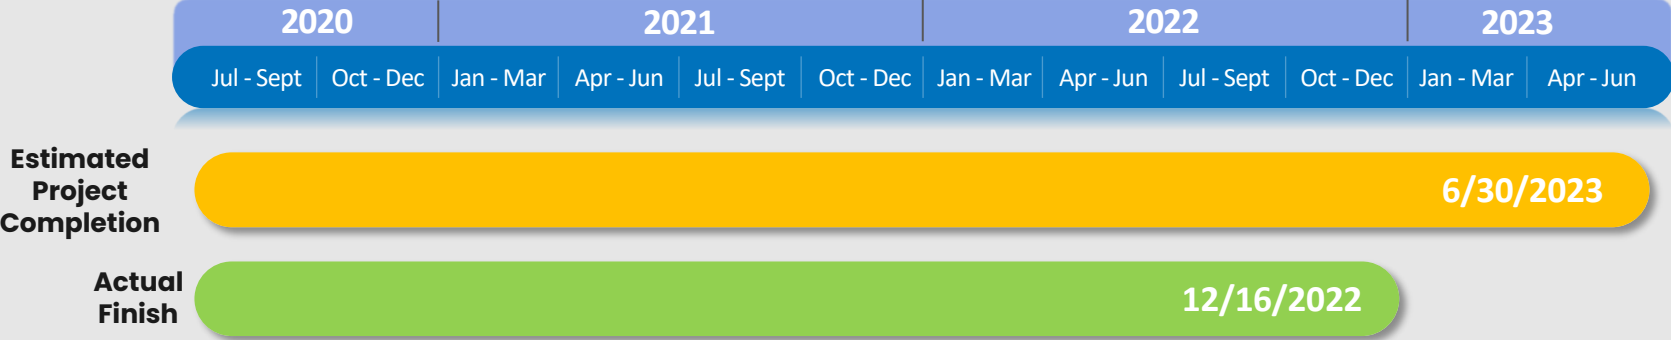 2020 2021 2022 2023
Jul - Sept Oct - Dec Jan - Mar Apr - Jun Jul - Sept Oct - Dec Jan - Mar Apr - Jun Jul - Sept Oct - Dec Jan - Mar Apr - Jun
Estimated
Project
Completion
6/30/2023
Actual
Finish
12/16/2022